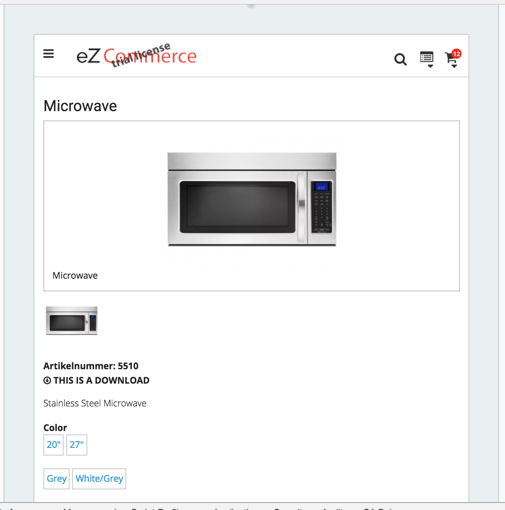 eZ Commerce
trial license
12
Microwave
Microwave
Artikelnummer: 5510
THIS IS A DOWNLOAD
Stainless Steel Microwave
Color
20" 27"
Grey White/Grey